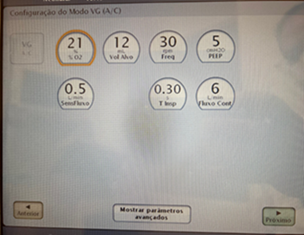 Configuração do Modo VG (A/C)
VG
A/C
21
%
% O2
12
mL
Vol Alvo
30
rpm
Freq
5
cmH2O
PEEP
0.5
L/min
SensFluxo
0.30
s
T Insp
6
L/min
Fluxo Cont
Anterior
Mostrar parâmetros
avançados
Próximo